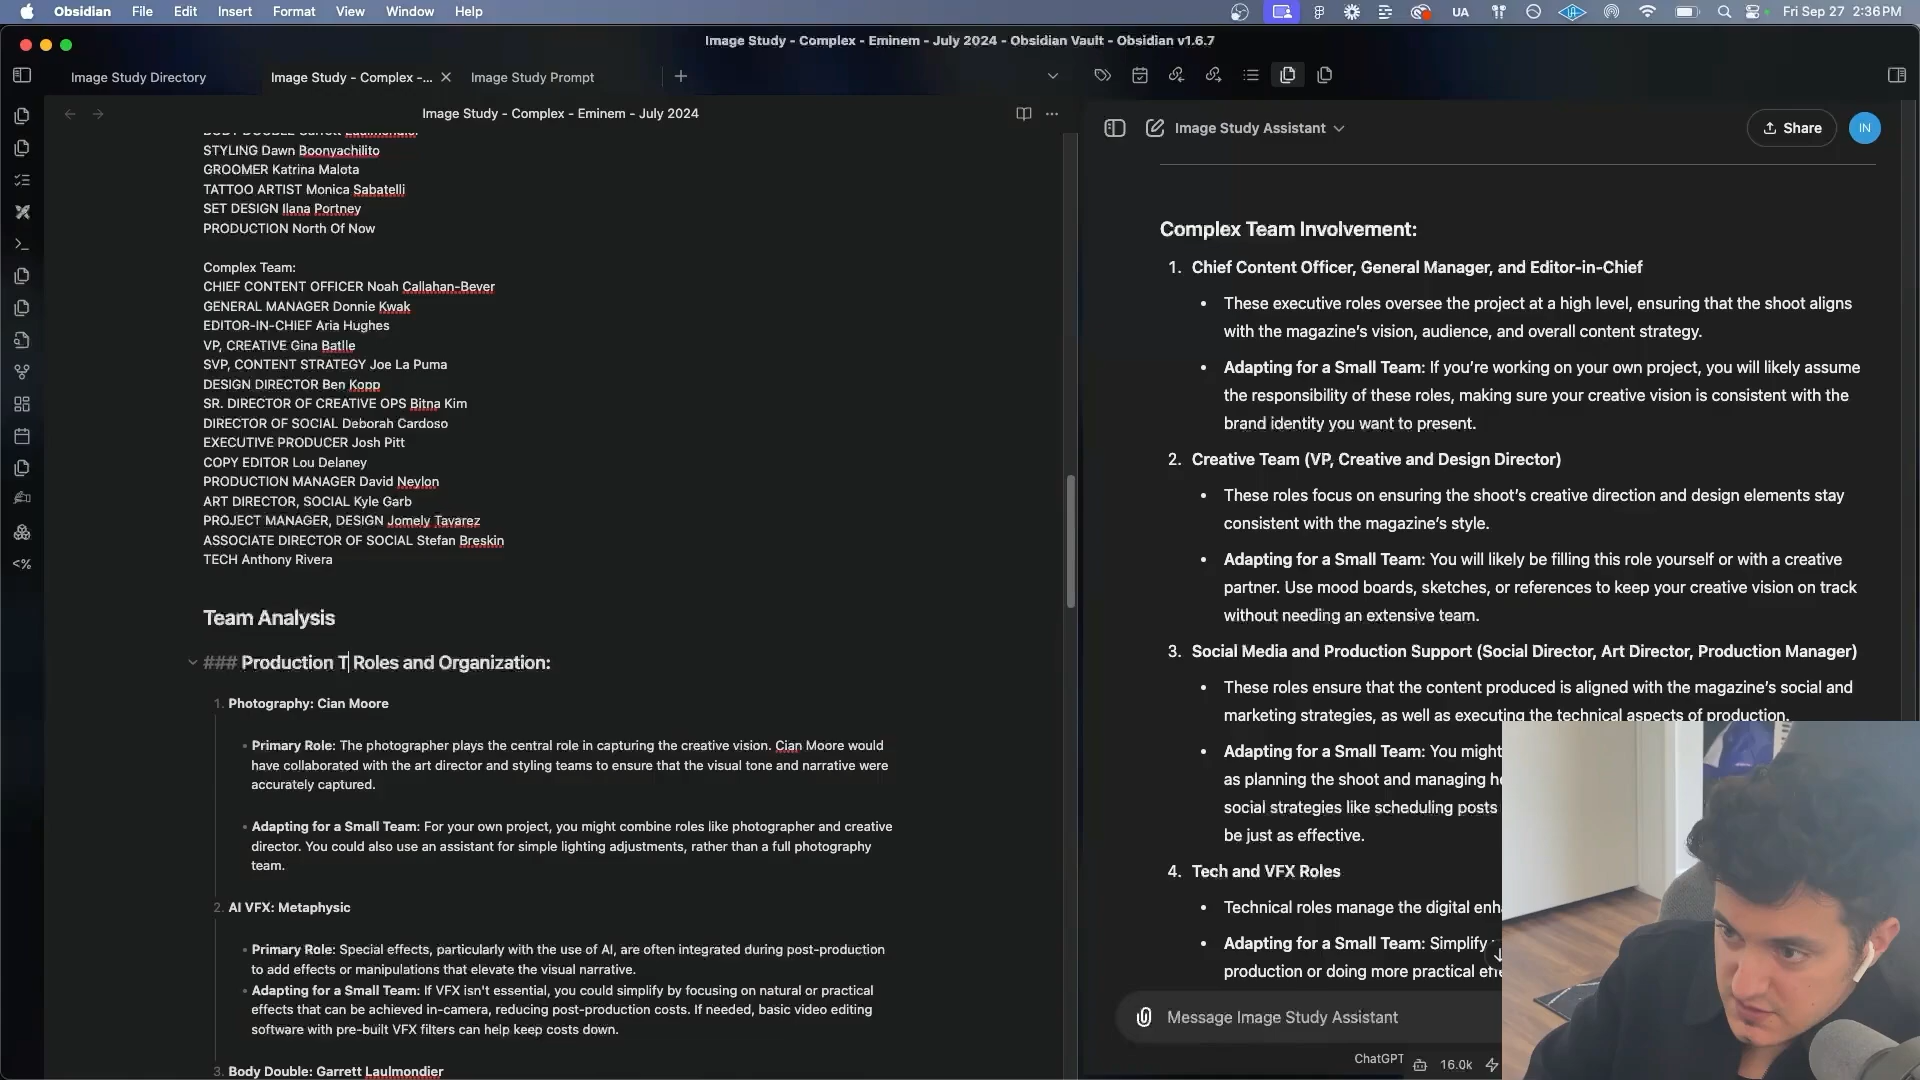 Obsidian File Edit Insert Format View Window Help
UA
Fri Sep 27 2:36 PM
Image Study - Complex - Eminem - July 2024 - Obsidian Vault - Obsidian v1.6.7
Image Study Directory
Image Study - Complex -...
Image Study Prompt
Image Study - Complex - Eminem - July 2024
BODY DOUBLE Garrett Laulmondier
STYLING Dawn Boonyachilito
GROOMER Katrina Malota
TATTOO ARTIST Monica Sabatelli
SET DESIGN Ilana Portney
PRODUCTION North Of Now
Complex Team:
CHIEF CONTENT OFFICER Noah Callahan-Bever
GENERAL MANAGER Donnie Kwak
EDITOR-IN-CHIEF Aria Hughes
VP, CREATIVE Gina Batlle
SVP, CONTENT STRATEGY Joe La Puma
DESIGN DIRECTOR Ben Kopp
SR. DIRECTOR OF CREATIVE OPS Bitna Kim
DIRECTOR OF SOCIAL Deborah Cardoso
EXECUTIVE PRODUCER Josh Pitt
COPY EDITOR Lou Delaney
PRODUCTION MANAGER David Neylon
ART DIRECTOR, SOCIAL Kyle Garb
PROJECT MANAGER, DESIGN Jomely Tavarez
ASSOCIATE DIRECTOR OF SOCIAL Stefan Breskin
TECH Anthony Rivera
Team Analysis
### Production T Roles and Organization:
1. Photography: Cian Moore
• Primary Role: The photographer plays the central role in capturing the creative vision. Cian Moore would
have collaborated with the art director and styling teams to ensure that the visual tone and narrative were
accurately captured.
• Adapting for a Small Team: For your own project, you might combine roles like photographer and creative
director. You could also use an assistant for simple lighting adjustments, rather than a full photography
team.
2. AI VFX: Metaphysic
• Primary Role: Special effects, particularly with the use of AI, are often integrated during post-production
to add effects or manipulations that elevate the visual narrative.
• Adapting for a Small Team: If VFX isn't essential, you could simplify by focusing on natural or practical
effects that can be achieved in-camera, reducing post-production costs. If needed, basic video editing
software with pre-built VFX filters can help keep costs down.
3. Body Double: Garrett Laulmondier
Image Study Assistant
Share
IN
Complex Team Involvement:
1. Chief Content Officer, General Manager, and Editor-in-Chief
• These executive roles oversee the project at a high level, ensuring that the shoot aligns
with the magazine's vision, audience, and overall content strategy.
• Adapting for a Small Team: If you're working on your own project, you will likely assume
the responsibility of these roles, making sure your creative vision is consistent with the
brand identity you want to present.
2. Creative Team (VP, Creative and Design Director)
• These roles focus on ensuring the shoot's creative direction and design elements stay
consistent with the magazine's style.
• Adapting for a Small Team: You will likely be filling this role yourself or with a creative
partner. Use mood boards, sketches, or references to keep your creative vision on track
without needing an extensive team.
3. Social Media and Production Support (Social Director, Art Director, Production Manager)
• These roles ensure that the content produced is aligned with the magazine's social and
marketing strategies, as well as executing the technical aspects of production.
• Adapting for a Small Team: You might
as planning the shoot and managing
social strategies like scheduling posts
be just as effective.
4. Tech and VFX Roles
• Technical roles manage the digital
• Adapting for a Small Team: Simplify
production or doing more practical
Message Image Study Assistant
ChatGPT
16.0k